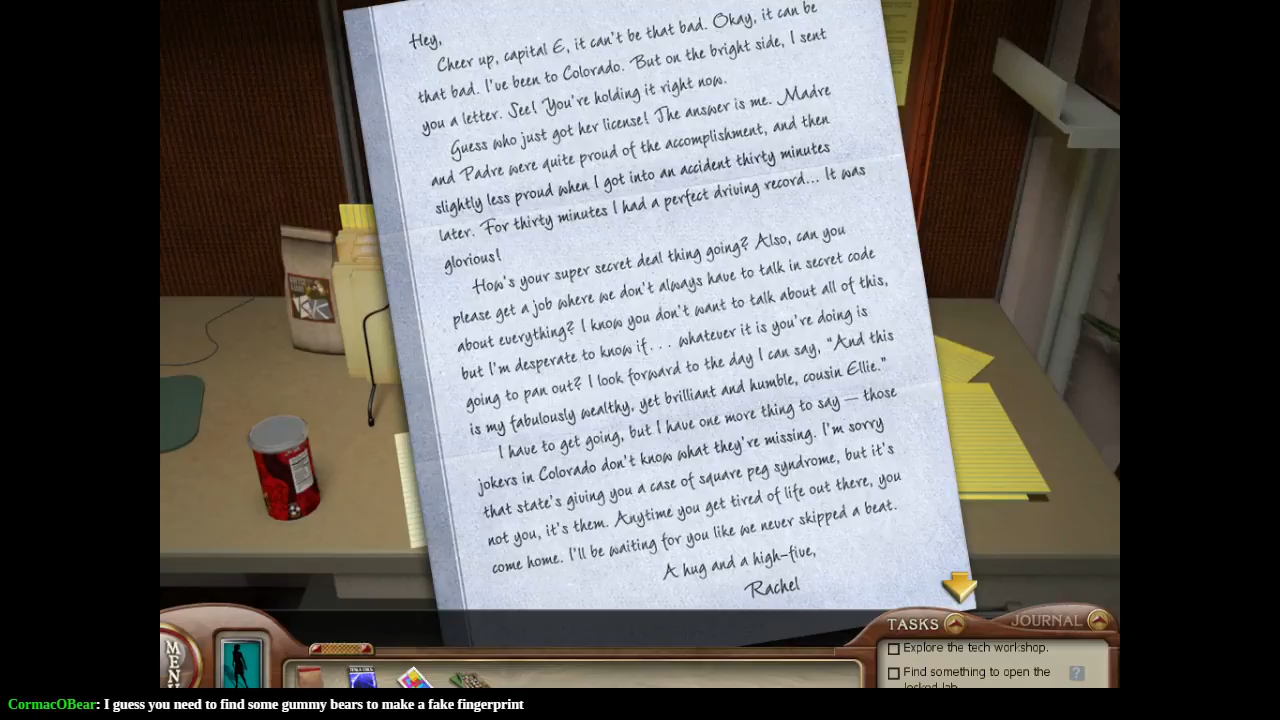 Hey,
Cheer up, capital E, it can't be that bad. Okay, it can be
that bad. I've been to Colorado. But on the bright side, I sent
you a letter. See! You're holding it right now.
Guess who just got her license! The answer is me. Madre
and Padre were quite proud of the accomplishment, and then
slightly less proud when I got into an accident thirty minutes
later. For thirty minutes I had a perfect driving record... It was
glorious!
How's your super secret deal thing going? Also, can you
please get a job where we don't always have to talk in secret code
about everything? I know you don't want to talk about all of this,
but I'm desperate to know if . . . whatever it is you're doing is
going to pan out? I look forward to the day I can say, "And this
is my fabulously wealthy, yet brilliant and humble, cousin Ellie."
I have to get going, but I have one more thing to say — those
jokers in Colorado don't know what they're missing. I'm sorry
that state's giving you a case of square peg syndrome, but it's
not you, it's them. Anytime you get tired of life out there, you
come home. I'll be waiting for you like we never skipped a beat.
A hug and a high-five,
Rachel
MENU
TASKS
JOURNAL
Explore the tech workshop.
Find something to open the
locked lab.
?
CormacOBear: I guess you need to find some gummy bears to make a fake fingerprint